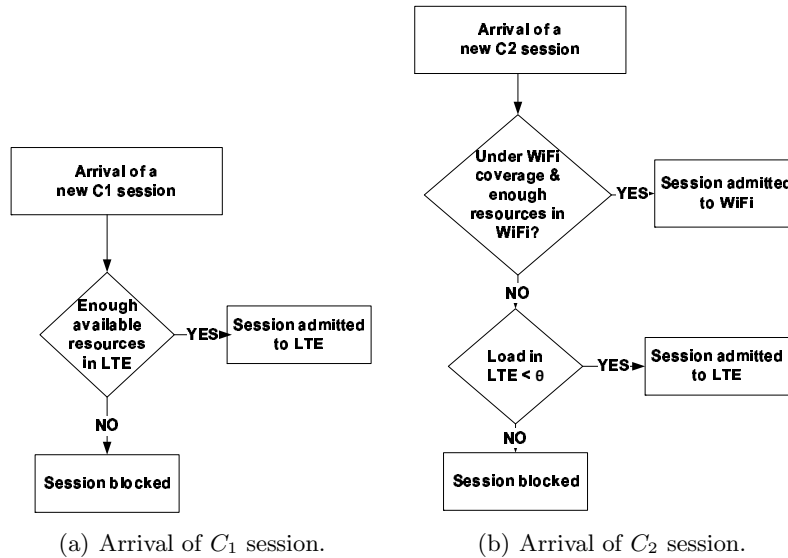 Arrival of a
new C1 session
Enough
available
resources
in LTE
YES
Session admitted
to LTE
NO
Session blocked
(a) Arrival of C₁ session.
Arrival of a
new C2 session
Under WiFi
coverage &
enough
resources in
WiFi?
YES
Session admitted
to WiFi
NO
Load in
LTE < θ
YES
Session admitted
to LTE
NO
Session blocked
(b) Arrival of C₂ session.